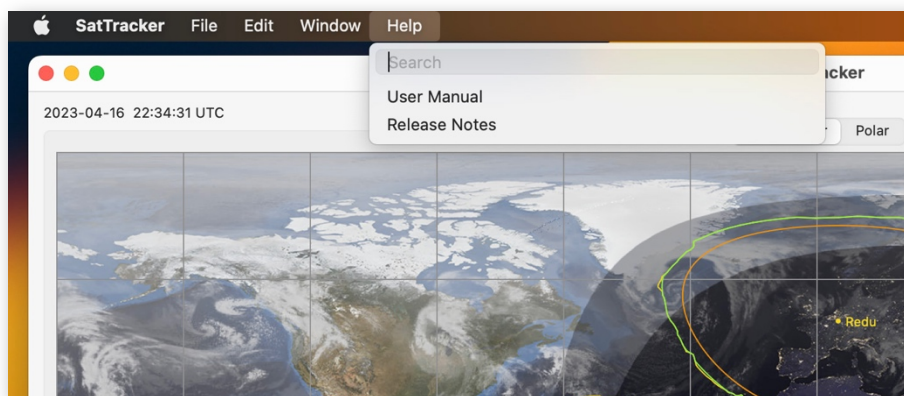 SatTracker File Edit Window Help
Search
User Manual
Release Notes
2023-04-16 22:34:31 UTC
Polar
Redu